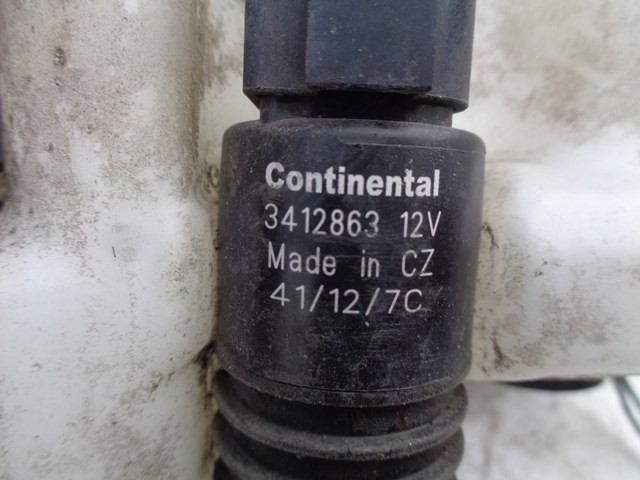 Continental
3412863 12V
Made in CZ
41/12/7C